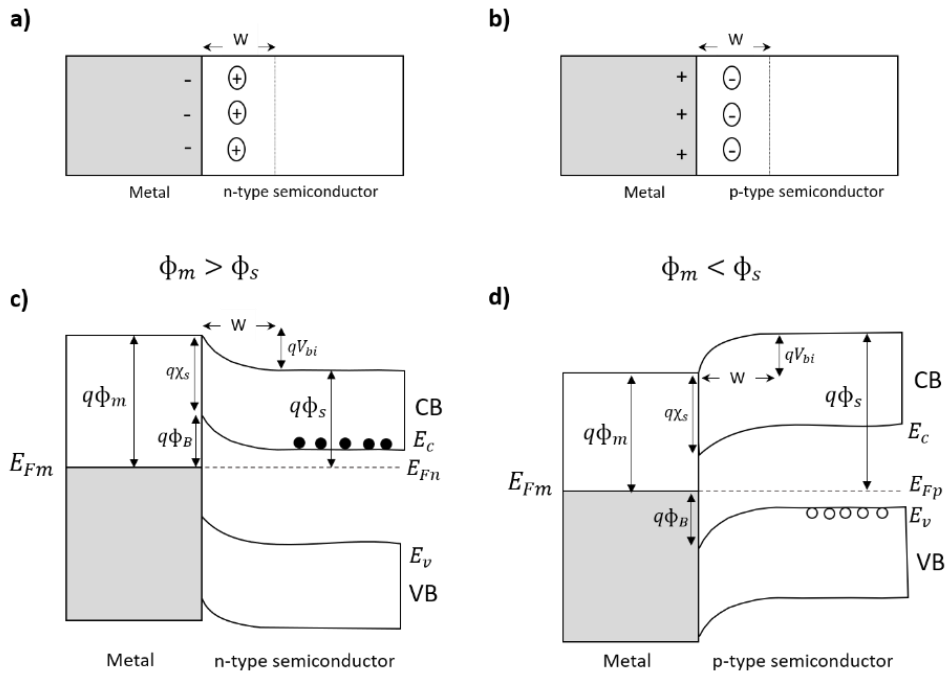 a)
b)
W
W
- + + -
- + + -
- + + -
Metal n-type semiconductor
Metal p-type semiconductor
ϕm > ϕs
ϕm < ϕs
c)
d)
W
qVbi
qχs
qϕm
qϕs
CB
qϕB
Ec
EFm
EFn
Ev
VB
Metal n-type semiconductor
qVbi
W
CB
qχs
qϕs
qϕm
Ec
EFm
EFp
qϕB
Ev
VB
Metal p-type semiconductor